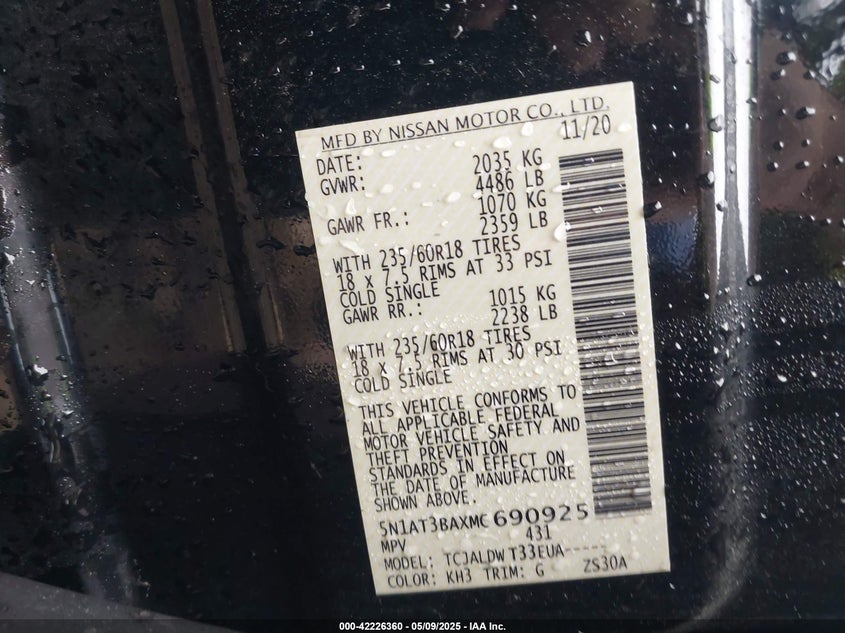 MFD BY NISSAN MOTOR CO., LTD.
DATE: 11/20
GVWR: 2035 KG
4486 LB
GAWR FR.: 1070 KG
2359 LB
WITH 235/60R18 TIRES
18 x 7.5 RIMS AT 33 PSI
COLD SINGLE
GAWR RR.: 1015 KG
2238 LB
WITH 235/60R18 TIRES
18 x 7.5 RIMS AT 30 PSI
COLD SINGLE
THIS VEHICLE CONFORMS TO
ALL APPLICABLE FEDERAL
MOTOR VEHICLE SAFETY AND
THEFT PREVENTION
STANDARDS IN EFFECT ON
THE DATE OF MANUFACTURE
SHOWN ABOVE.
5N1AT3BAXMC690925
MPV 431
MODEL: TCJALDWT33EUA-----
COLOR: KH3 TRIM: G ZS30A
000-42226360 - 05/09/2025 - IAA Inc.